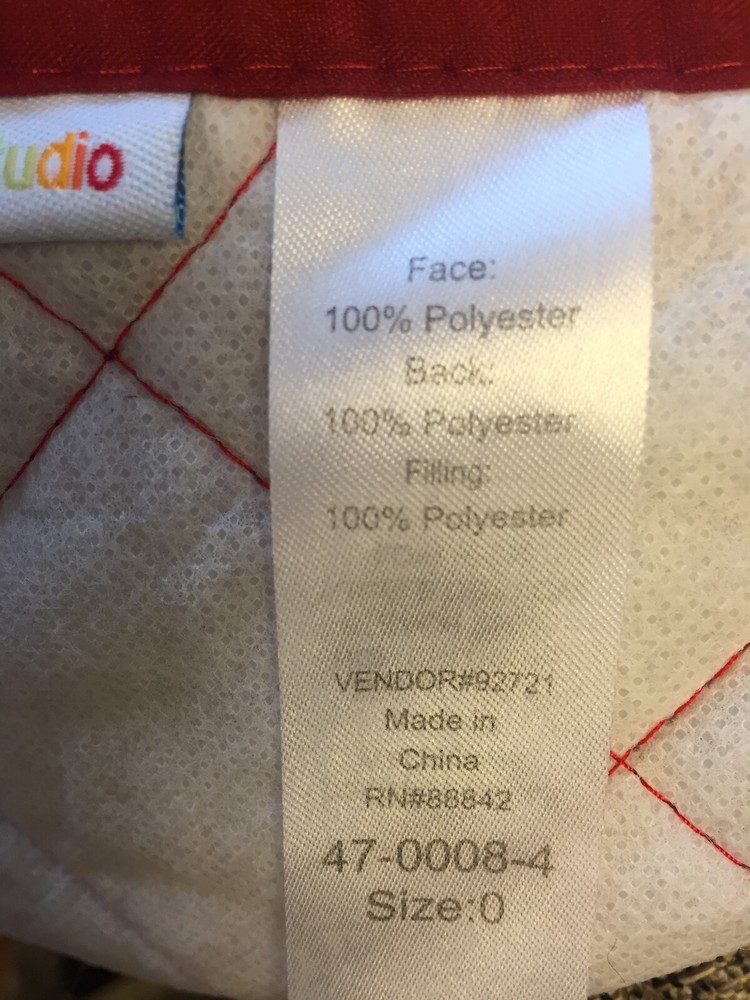 tudio
Face:
100% Polyester
Back:
100% Polyester
Filling:
100% Polyester
VENDOR#92721
Made in
China
RN#88842
47-0008-4
Size:0